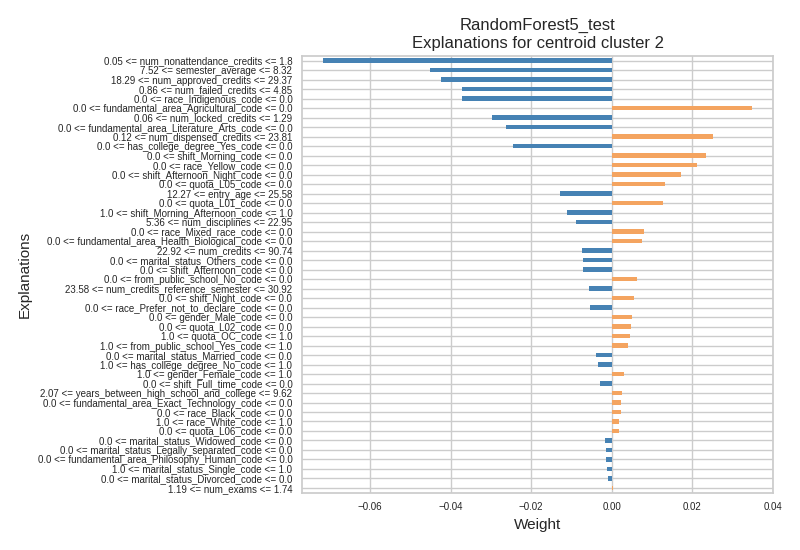 RandomForest5_test
Explanations for centroid cluster 2
0.05 <= num_nonattendance_credits <= 1.8
7.52 <= semester_average <= 8.32
18.29 <= num_approved_credits <= 29.37
0.86 <= num_failed_credits <= 4.85
0.0 <= race_Indigenous_code <= 0.0
0.0 <= fundamental_area_Agricultural_code <= 0.0
0.06 <= num_locked_credits <= 1.29
0.0 <= fundamental_area_Literature_Arts_code <= 0.0
0.12 <= num_dispensed_credits <= 23.81
0.0 <= has_college_degree_Yes_code <= 0.0
0.0 <= shift_Morning_code <= 0.0
0.0 <= race_Yellow_code <= 0.0
0.0 <= shift_Afternoon_Night_code <= 0.0
0.0 <= quota_L05_code <= 0.0
12.27 <= entry_age <= 25.58
0.0 <= quota_L01_code <= 0.0
1.0 <= shift_Morning_Afternoon_code <= 1.0
5.36 <= num_disciplines <= 22.95
0.0 <= race_Mixed_race_code <= 0.0
0.0 <= fundamental_area_Health_Biological_code <= 0.0
22.92 <= num_credits <= 90.74
0.0 <= marital_status_Others_code <= 0.0
0.0 <= shift_Afternoon_code <= 0.0
0.0 <= from_public_school_No_code <= 0.0
23.58 <= num_credits_reference_semester <= 30.92
0.0 <= shift_Night_code <= 0.0
0.0 <= race_Prefer_not_to_declare_code <= 0.0
0.0 <= gender_Male_code <= 0.0
0.0 <= quota_L02_code <= 0.0
1.0 <= quota_OC_code <= 1.0
1.0 <= from_public_school_Yes_code <= 1.0
0.0 <= marital_status_Married_code <= 0.0
1.0 <= has_college_degree_No_code <= 1.0
1.0 <= gender_Female_code <= 1.0
0.0 <= shift_Full_time_code <= 0.0
2.07 <= years_between_high_school_and_college <= 9.62
0.0 <= fundamental_area_Exact_Technology_code <= 0.0
0.0 <= race_Black_code <= 0.0
1.0 <= race_White_code <= 1.0
0.0 <= quota_L06_code <= 0.0
0.0 <= marital_status_Widowed_code <= 0.0
0.0 <= marital_status_Legally_separated_code <= 0.0
0.0 <= fundamental_area_Philosophy_Human_code <= 0.0
1.0 <= marital_status_Single_code <= 1.0
0.0 <= marital_status_Divorced_code <= 0.0
1.19 <= num_exams <= 1.74
Explanations
−0.06 −0.04 −0.02 0.00 0.02 0.04
Weight